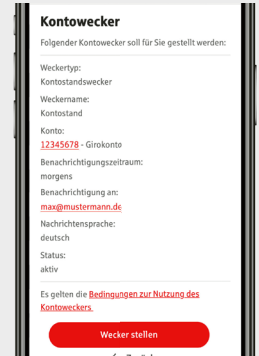 Kontowecker
Folgender Kontowecker soll für Sie gestellt werden:
Weckertyp:
Kontostandswecker
Weckername:
Kontostand
Konto:
12345678 - Girokonto
Benachrichtigungszeitraum:
morgens
Benachrichtigung an:
max@mustermann.de
Nachrichtensprache:
deutsch
Status:
aktiv
Es gelten die Bedingungen zur Nutzung des
Kontoweckers
Wecker stellen